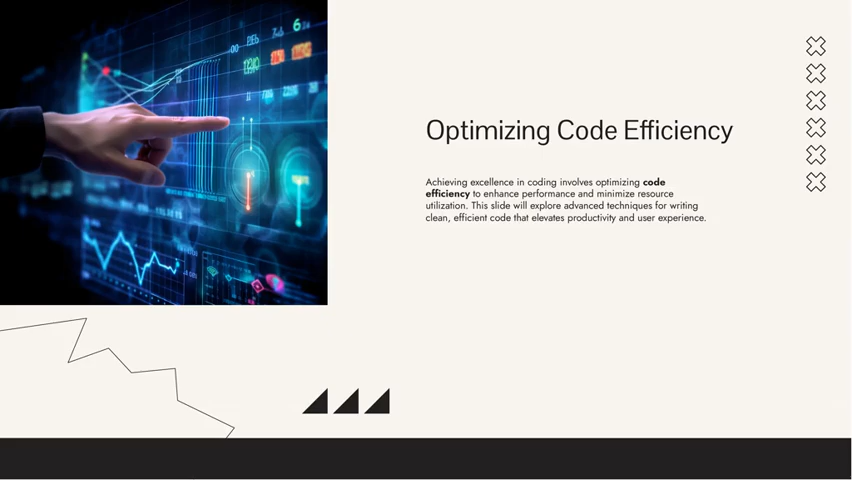 Optimizing Code Efficiency
Achieving excellence in coding involves optimizing code
efficiency to enhance performance and minimize resource
utilization. This slide will explore advanced techniques for writing
clean, efficient code that elevates productivity and user experience.